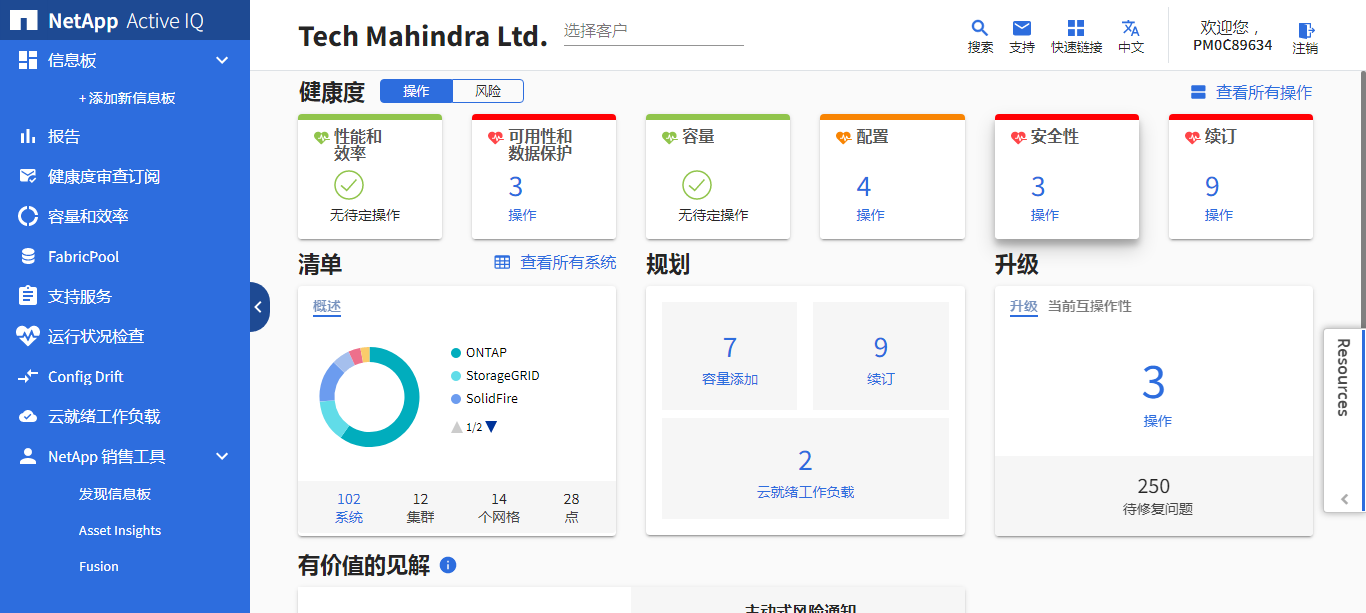 NetApp Active IQ
信息板
+ 添加新信息板
报告
健康度审查订阅
容量和效率
FabricPool
支持服务
运行状况检查
Config Drift
云就绪工作负载
NetApp 销售工具
发现信息板
Asset Insights
Fusion
Tech Mahindra Ltd.
选择客户
搜索
支持
快速链接
中文
欢迎您，
PM0C89634
注销
健康度
操作
风险
查看所有操作
性能和
效率
无待定操作
可用性和
数据保护
3
操作
容量
无待定操作
配置
4
操作
安全性
3
操作
续订
9
操作
清单
查看所有系统
概述
ONTAP
StorageGRID
SolidFire
1/2
102
系统
12
集群
14
个网格
28
点
规划
7
容量添加
9
续订
2
云就绪工作负载
升级
升级 当前互操作性
3
操作
250
待修复问题
Resources
有价值的见解
主动式风险通知